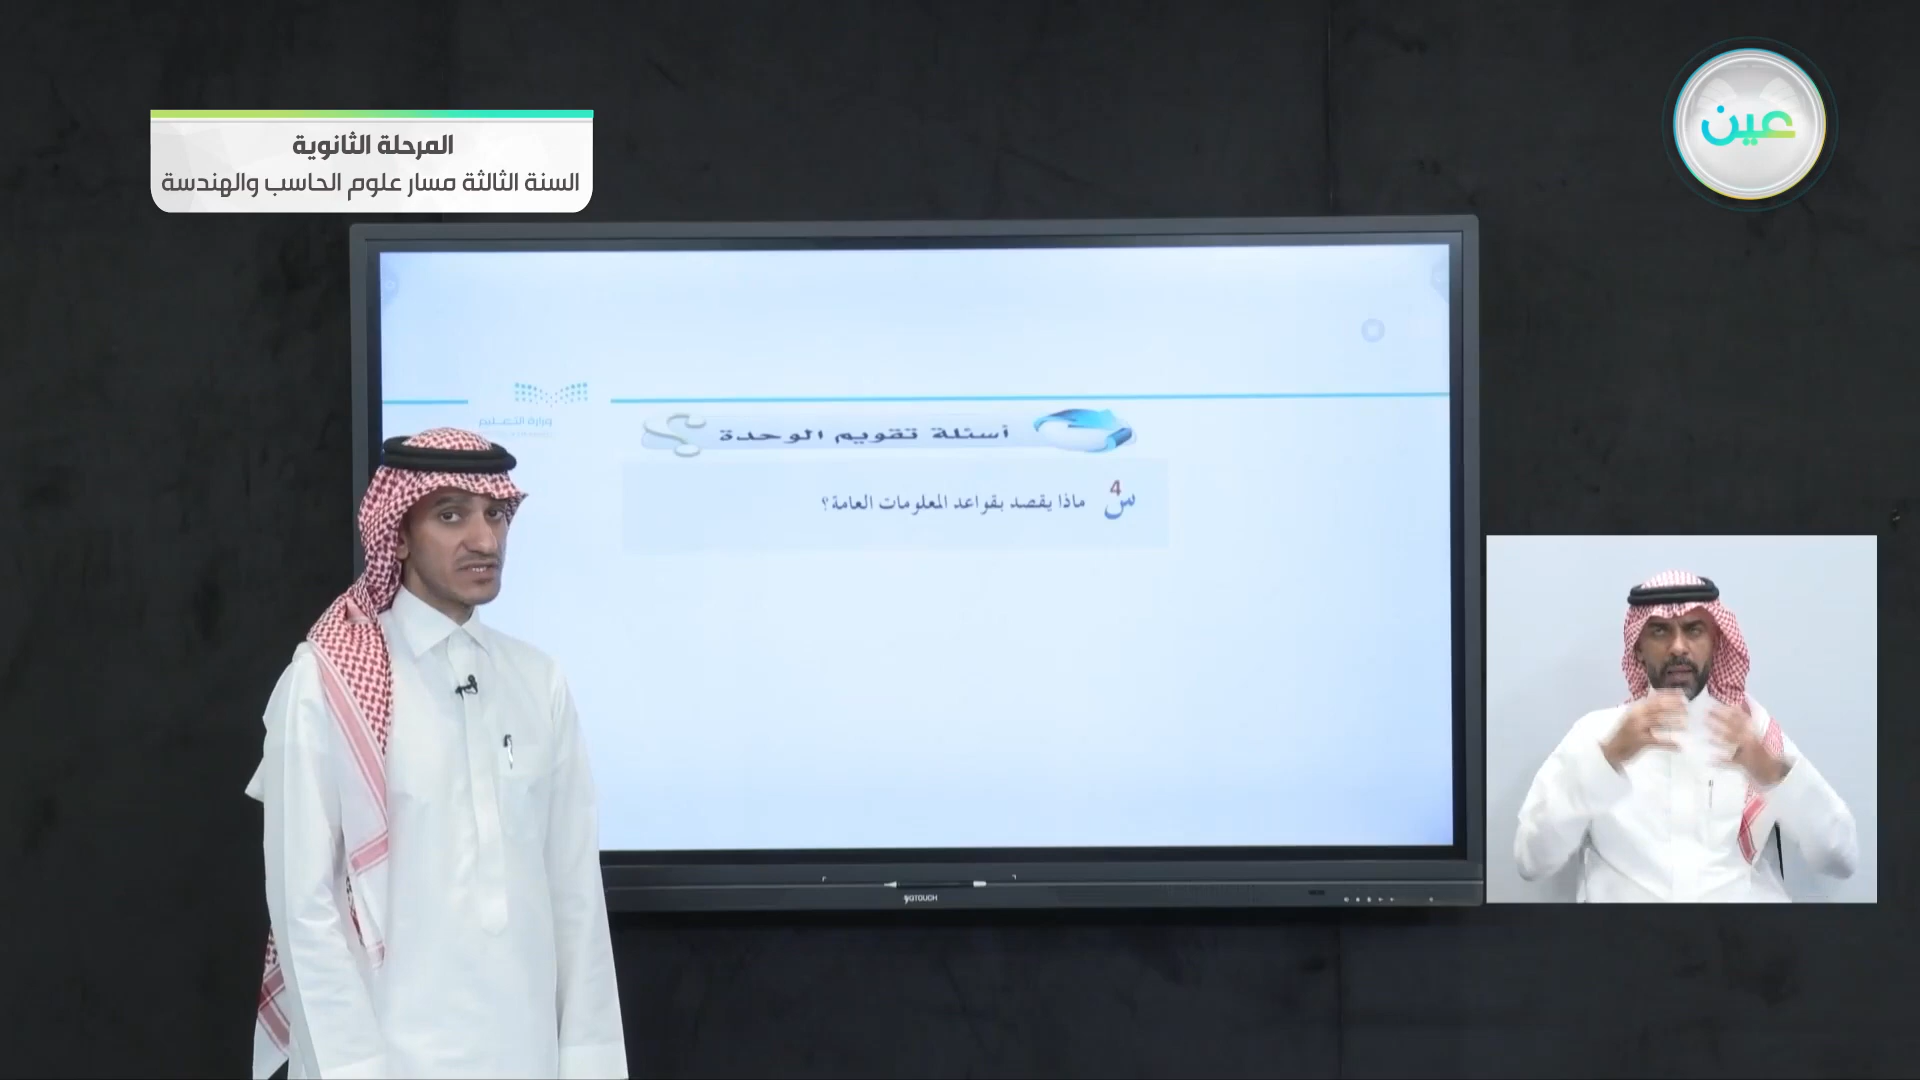 عين
المرحلة الثانوية
السنة الثالثة مسار علوم الحاسب والهندسة
وزارة التعليم
أسئلة تقويم الوحدة
س4 ماذا يقصد بقواعد المعلومات العامة؟